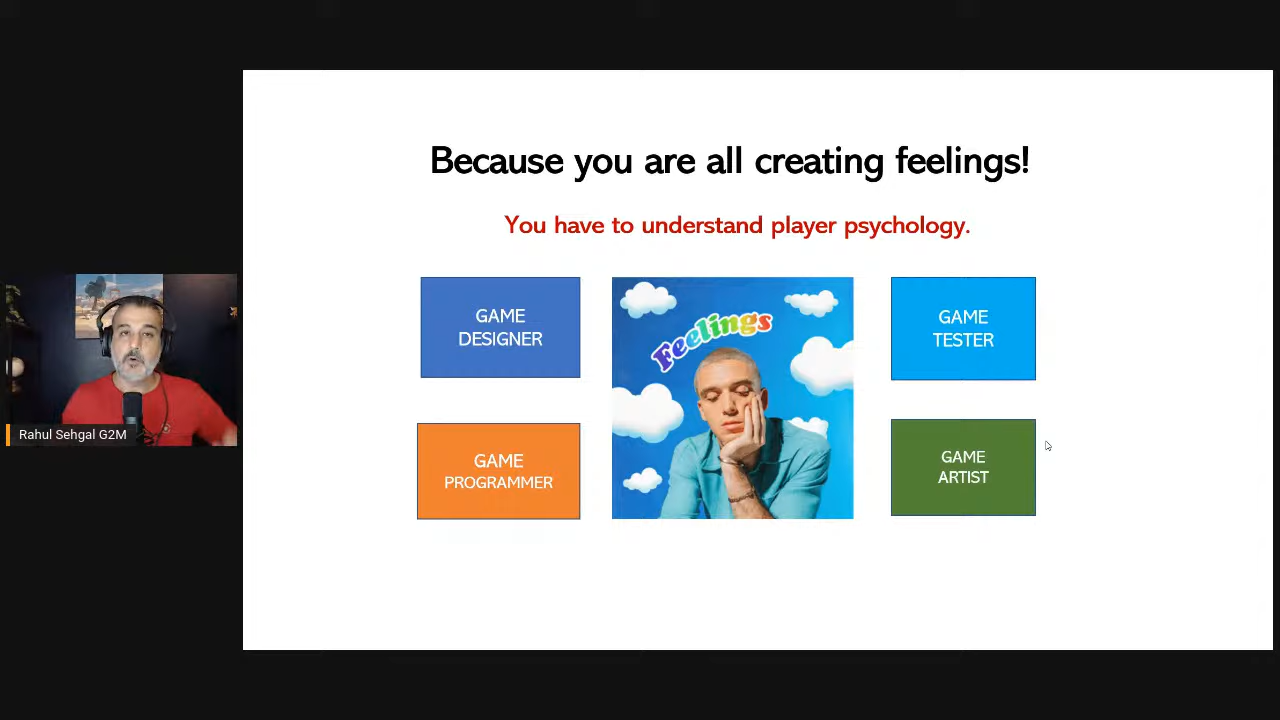 Because you are all creating feelings!
You have to understand player psychology.
GAME
DESIGNER
Feelings
GAME
TESTER
GAME
PROGRAMMER
GAME
ARTIST
Rahul Sehgal G2M